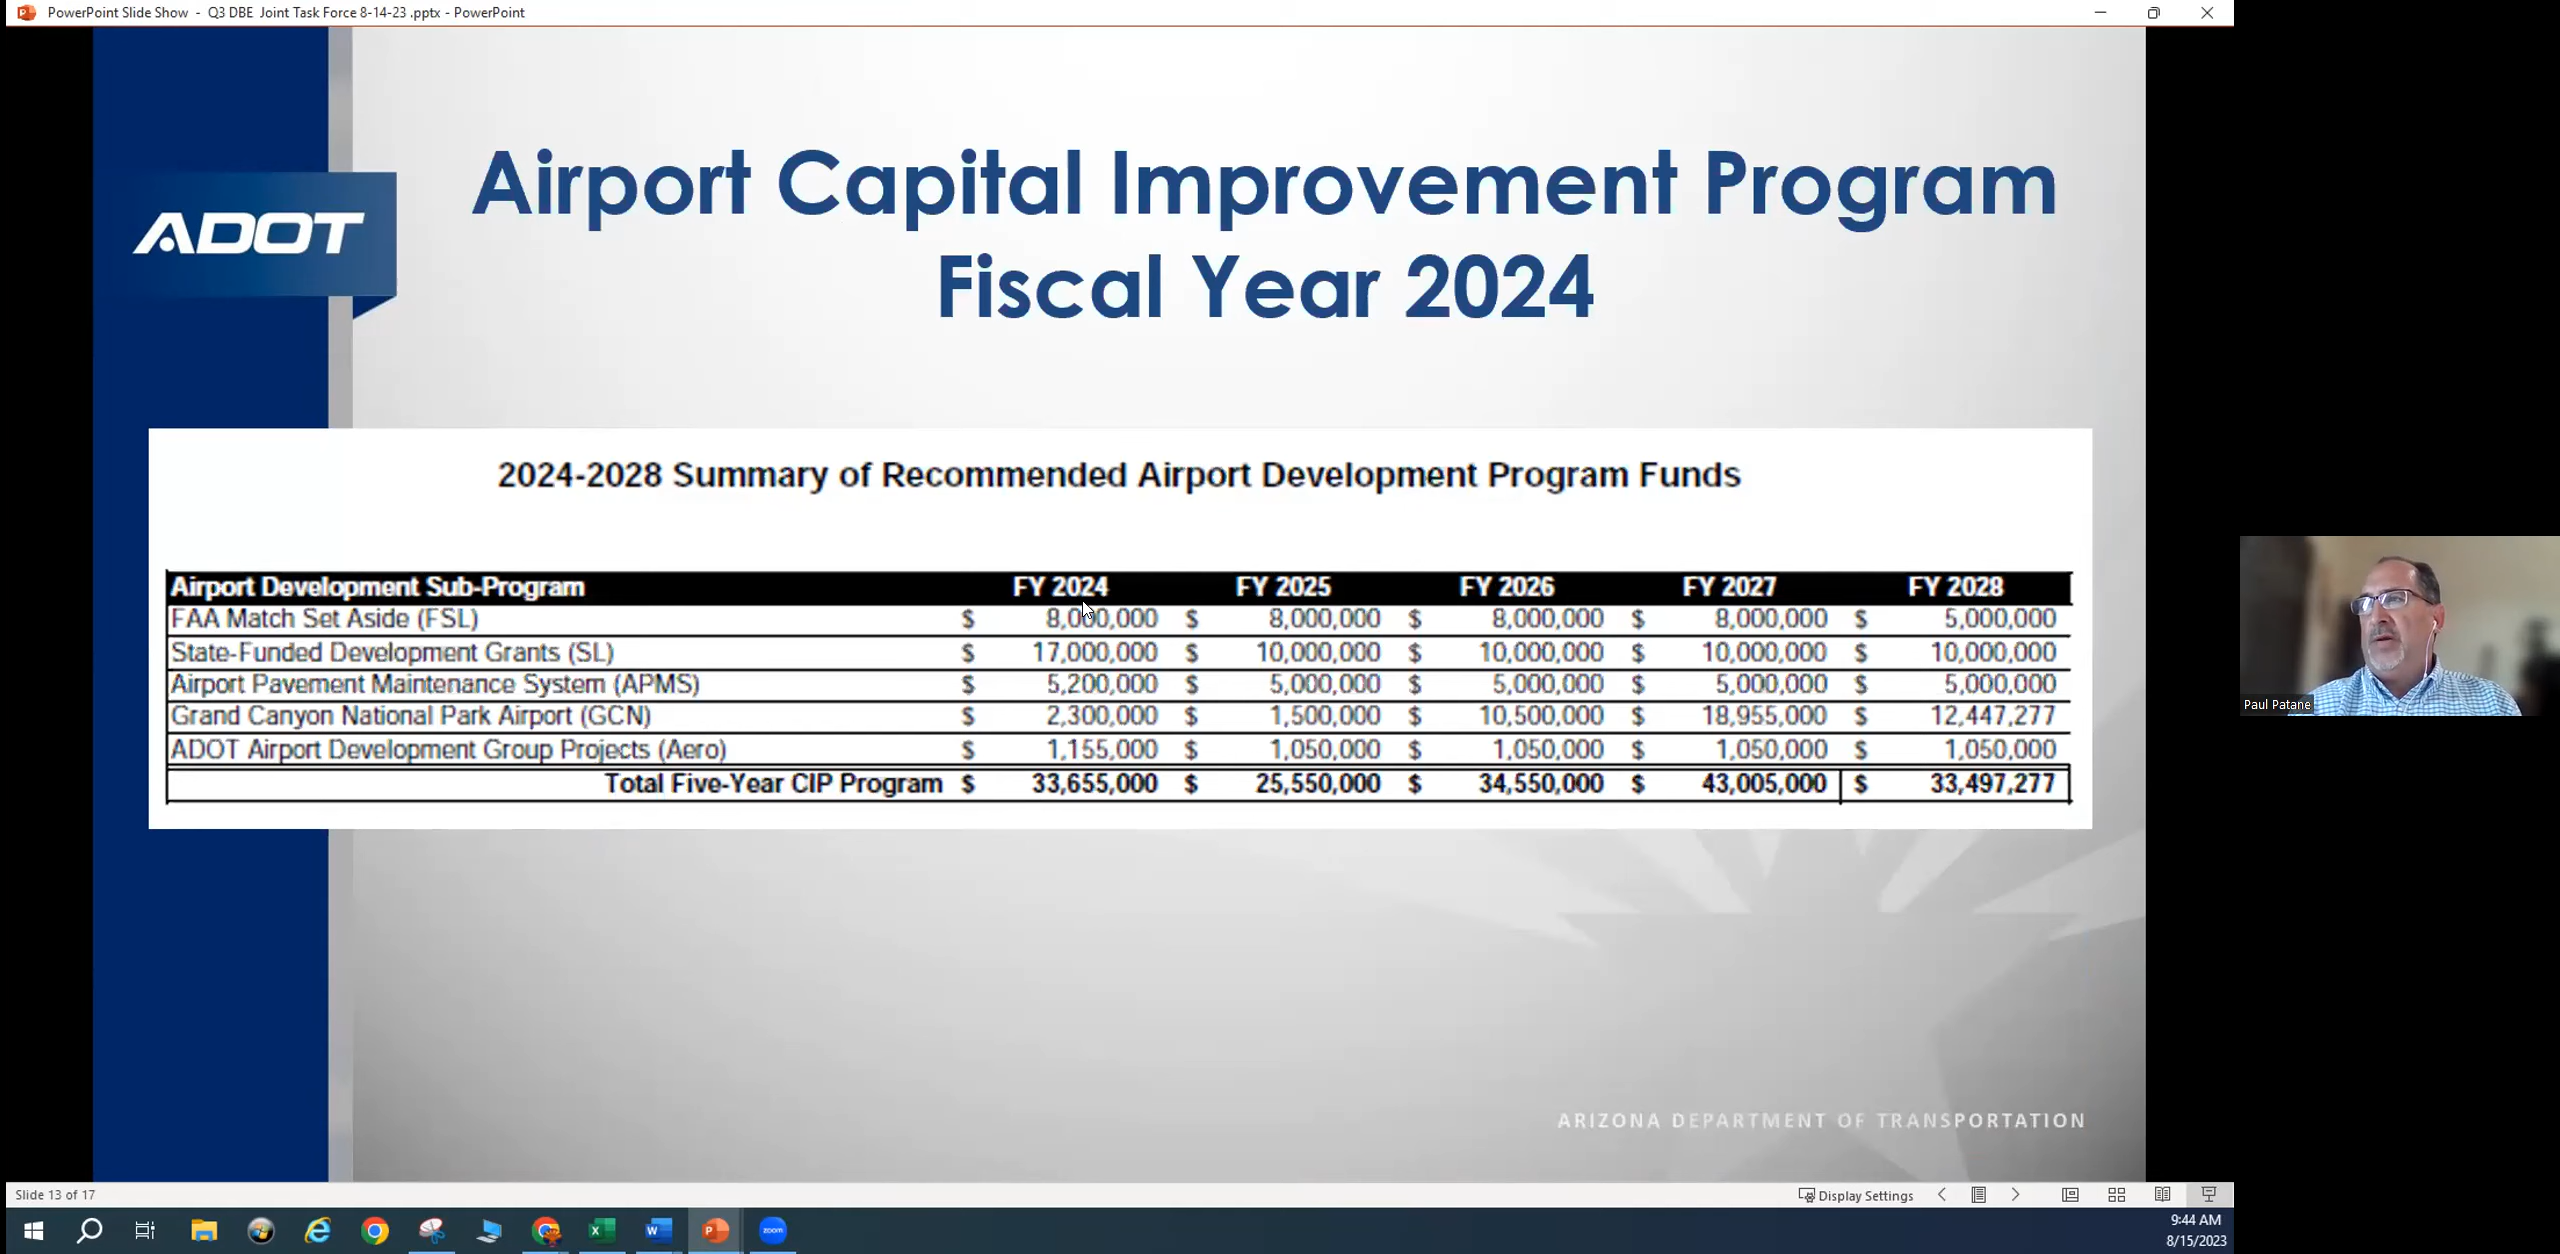 PowerPoint Slide Show - Q3 DBE Joint Task Force 8-14-23 .pptx - PowerPoint
ADOT
Airport Capital Improvement Program
Fiscal Year 2024
2024-2028 Summary of Recommended Airport Development Program Funds
Airport Development Sub-Program FY 2024 FY 2025 FY 2026 FY 2027 FY 2028
FAA Match Set Aside (FSL) $ 8,000,000 $ 8,000,000 $ 8,000,000 $ 8,000,000 $ 5,000,000
State-Funded Development Grants (SL) $ 17,000,000 $ 10,000,000 $ 10,000,000 $ 10,000,000 $ 10,000,000
Airport Pavement Maintenance System (APMS) $ 5,200,000 $ 5,000,000 $ 5,000,000 $ 5,000,000 $ 5,000,000
Grand Canyon National Park Airport (GCN) $ 2,300,000 $ 1,500,000 $ 10,500,000 $ 18,955,000 $ 12,447,277
ADOT Airport Development Group Projects (Aero) $ 1,155,000 $ 1,050,000 $ 1,050,000 $ 1,050,000 $ 1,050,000
Total Five-Year CIP Program $ 33,655,000 $ 25,550,000 $ 34,550,000 $ 43,005,000 $ 33,497,277
Paul Patane
ARIZONA DEPARTMENT OF TRANSPORTATION
Slide 13 of 17
Display Settings
zoom
9:44 AM
8/15/2023